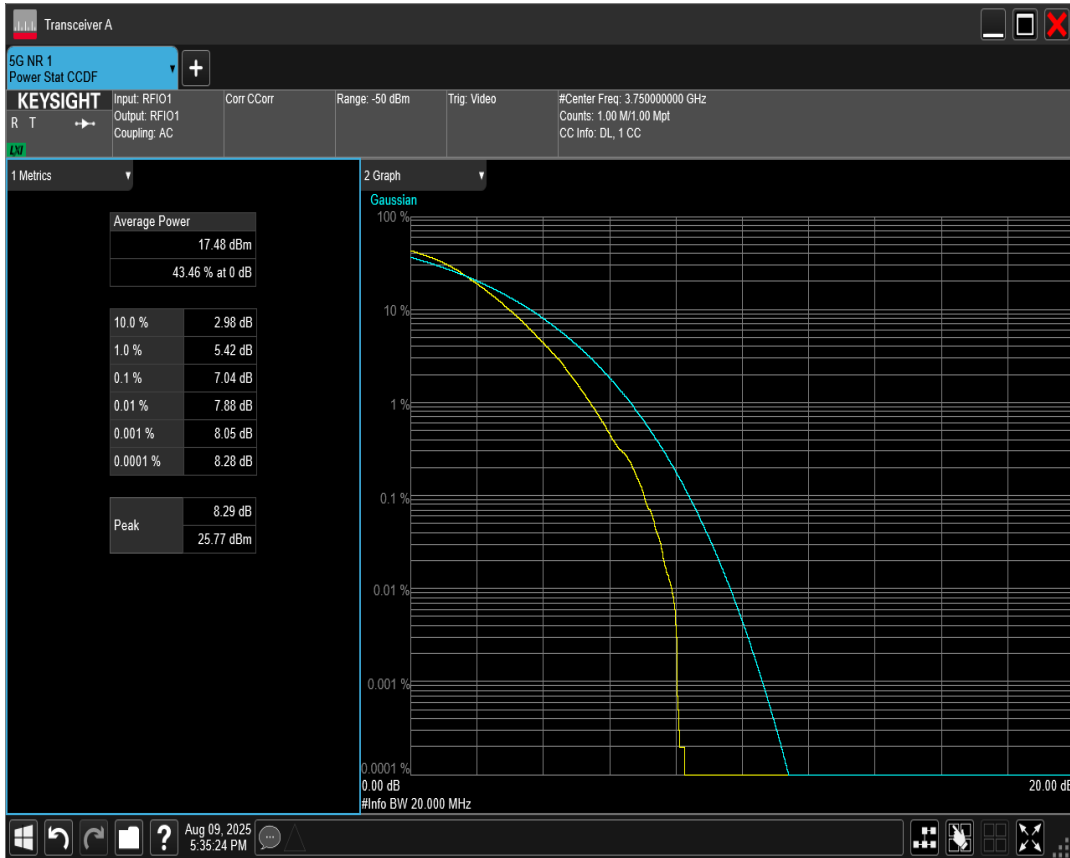 Transceiver A
5G NR 1
Power Stat CCDF
KEYSIGHT
R T
LXI
Input: RFIO1
Output: RFIO1
Coupling: AC
Corr CCorr
Range: -50 dBm
Trig: Video
#Center Freq: 3.750000000 GHz
Counts: 1.00 M/1.00 Mpt
CC Info: DL, 1 CC
1 Metrics
Average Power
17.48 dBm
43.46 % at 0 dB
10.0 % 2.98 dB
1.0 % 5.42 dB
0.1 % 7.04 dB
0.01 % 7.88 dB
0.001 % 8.05 dB
0.0001 % 8.28 dB
Peak
8.29 dB
25.77 dBm
2 Graph
Gaussian
100 %
10 %
1 %
0.1 %
0.01 %
0.001 %
0.0001 %
0.00 dB
20.00 dB
#Info BW 20.000 MHz
?
Aug 09, 2025
5:35:24 PM